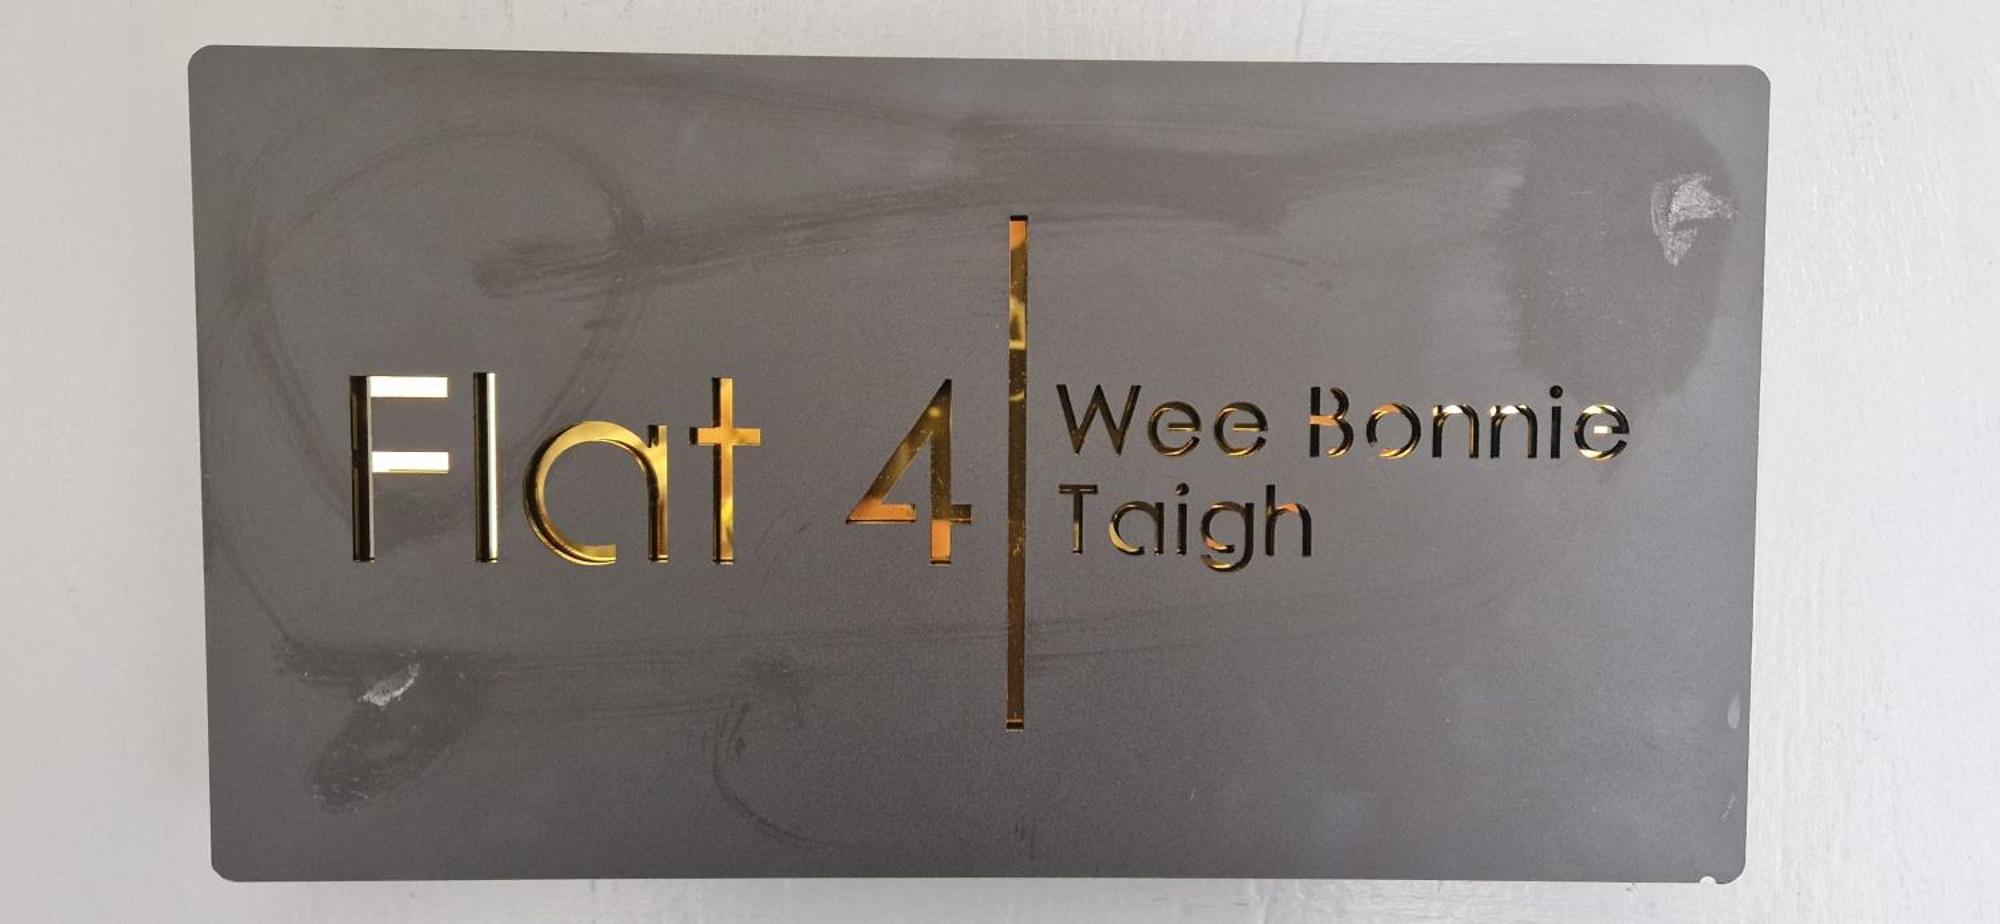 Flat 4
Wee Bonnie
Taigh